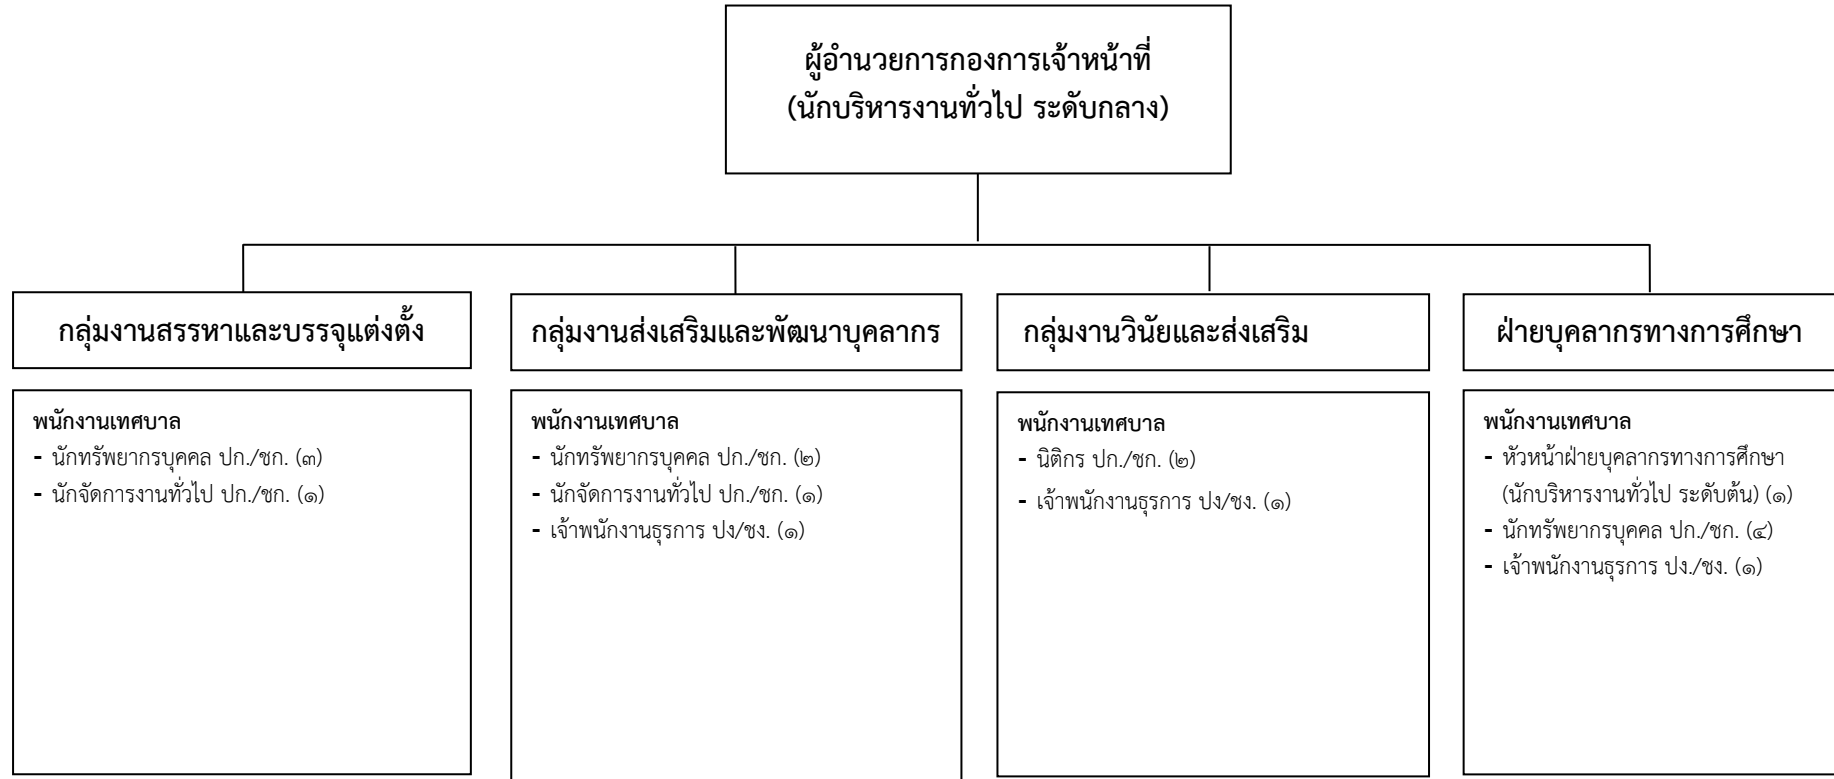 ผู้อำนวยการกองการเจ้าหน้าที่
(นักบริหารงานทั่วไป ระดับกลาง)
กลุ่มงานสรรหาและบรรจุแต่งตั้ง
พนักงานเทศบาล
- นักทรัพยากรบุคคล ปก./ชก. (๓)
- นักจัดการงานทั่วไป ปก./ชก. (๑)
กลุ่มงานส่งเสริมและพัฒนาบุคลากร
พนักงานเทศบาล
- นักทรัพยากรบุคคล ปก./ชก. (๒)
- นักจัดการงานทั่วไป ปก./ชก. (๑)
- เจ้าพนักงานธุรการ ปง/ชง. (๑)
กลุ่มงานวินัยและส่งเสริม
พนักงานเทศบาล
- นิติกร ปก./ชก. (๒)
- เจ้าพนักงานธุรการ ปง/ชง. (๑)
ฝ่ายบุคลากรทางการศึกษา
พนักงานเทศบาล
- หัวหน้าฝ่ายบุคลากรทางการศึกษา
(นักบริหารงานทั่วไป ระดับต้น) (๑)
- นักทรัพยากรบุคคล ปก./ชก. (๔)
- เจ้าพนักงานธุรการ ปง./ชง. (๑)